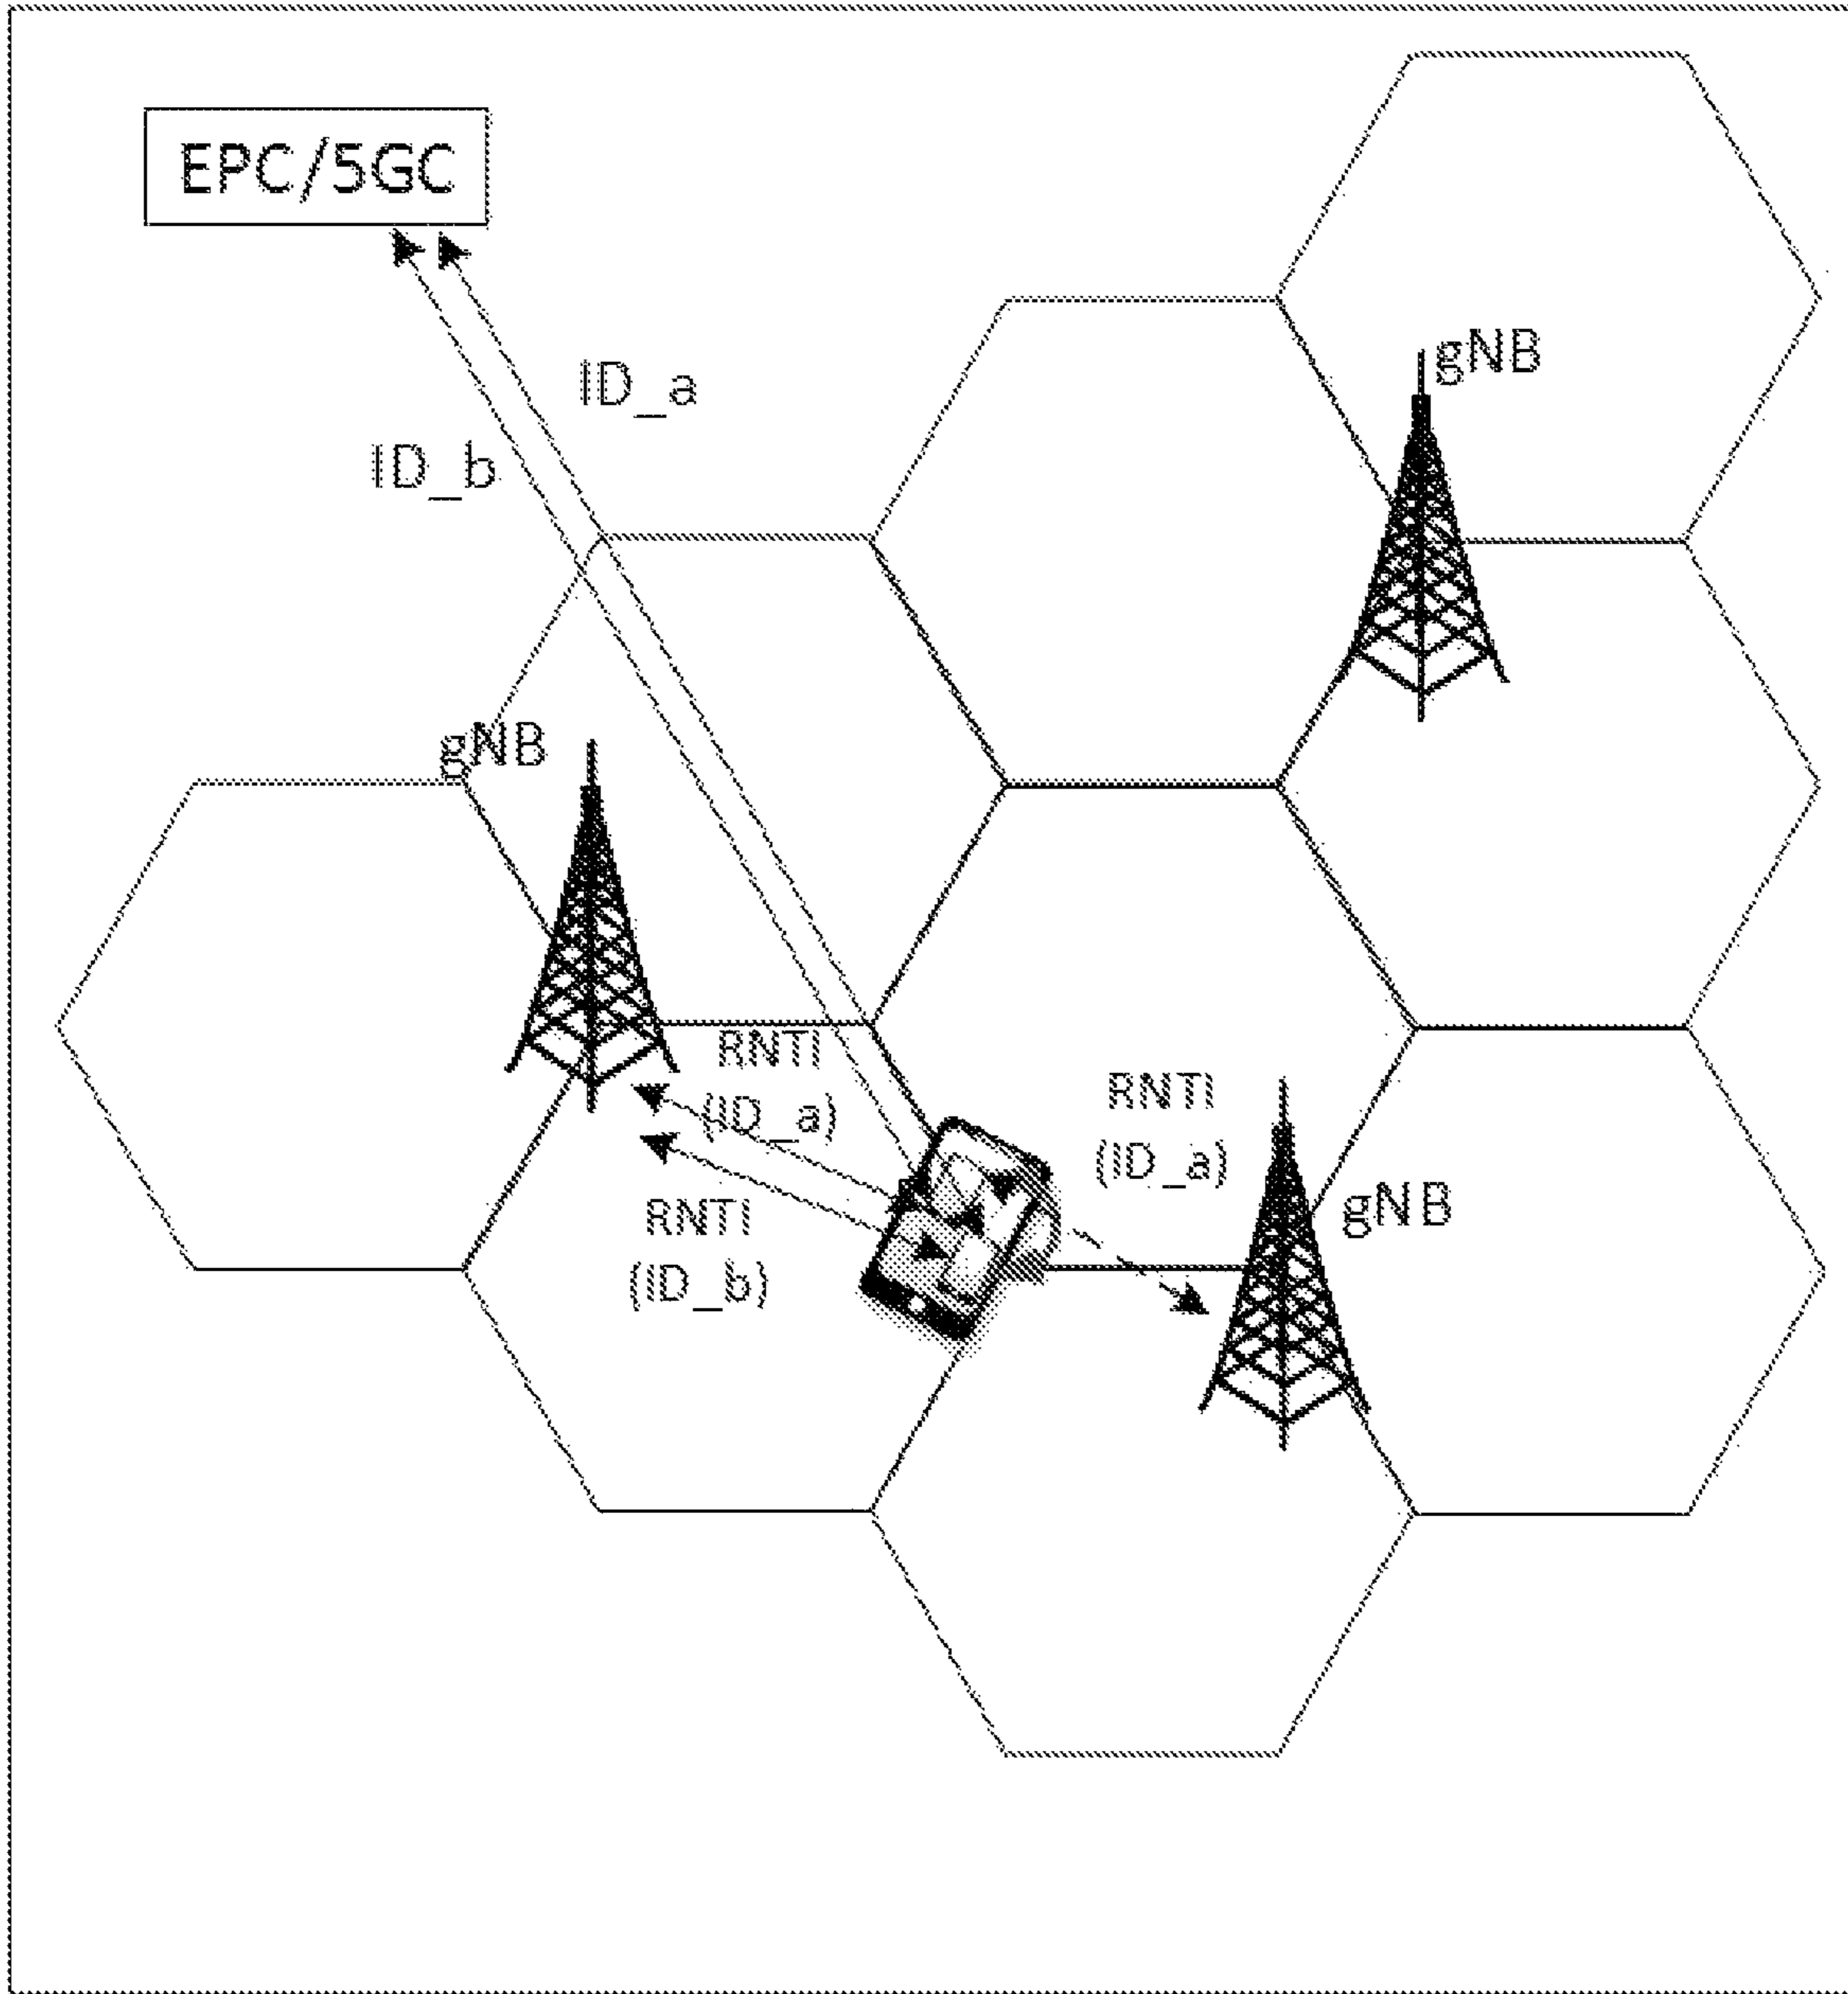 EPC/5GC
gNB
ID_a
ID_b
gNB
RNTI
(ID_a)
RNTI
(ID_a)
RNTI
(ID_b)
gNB